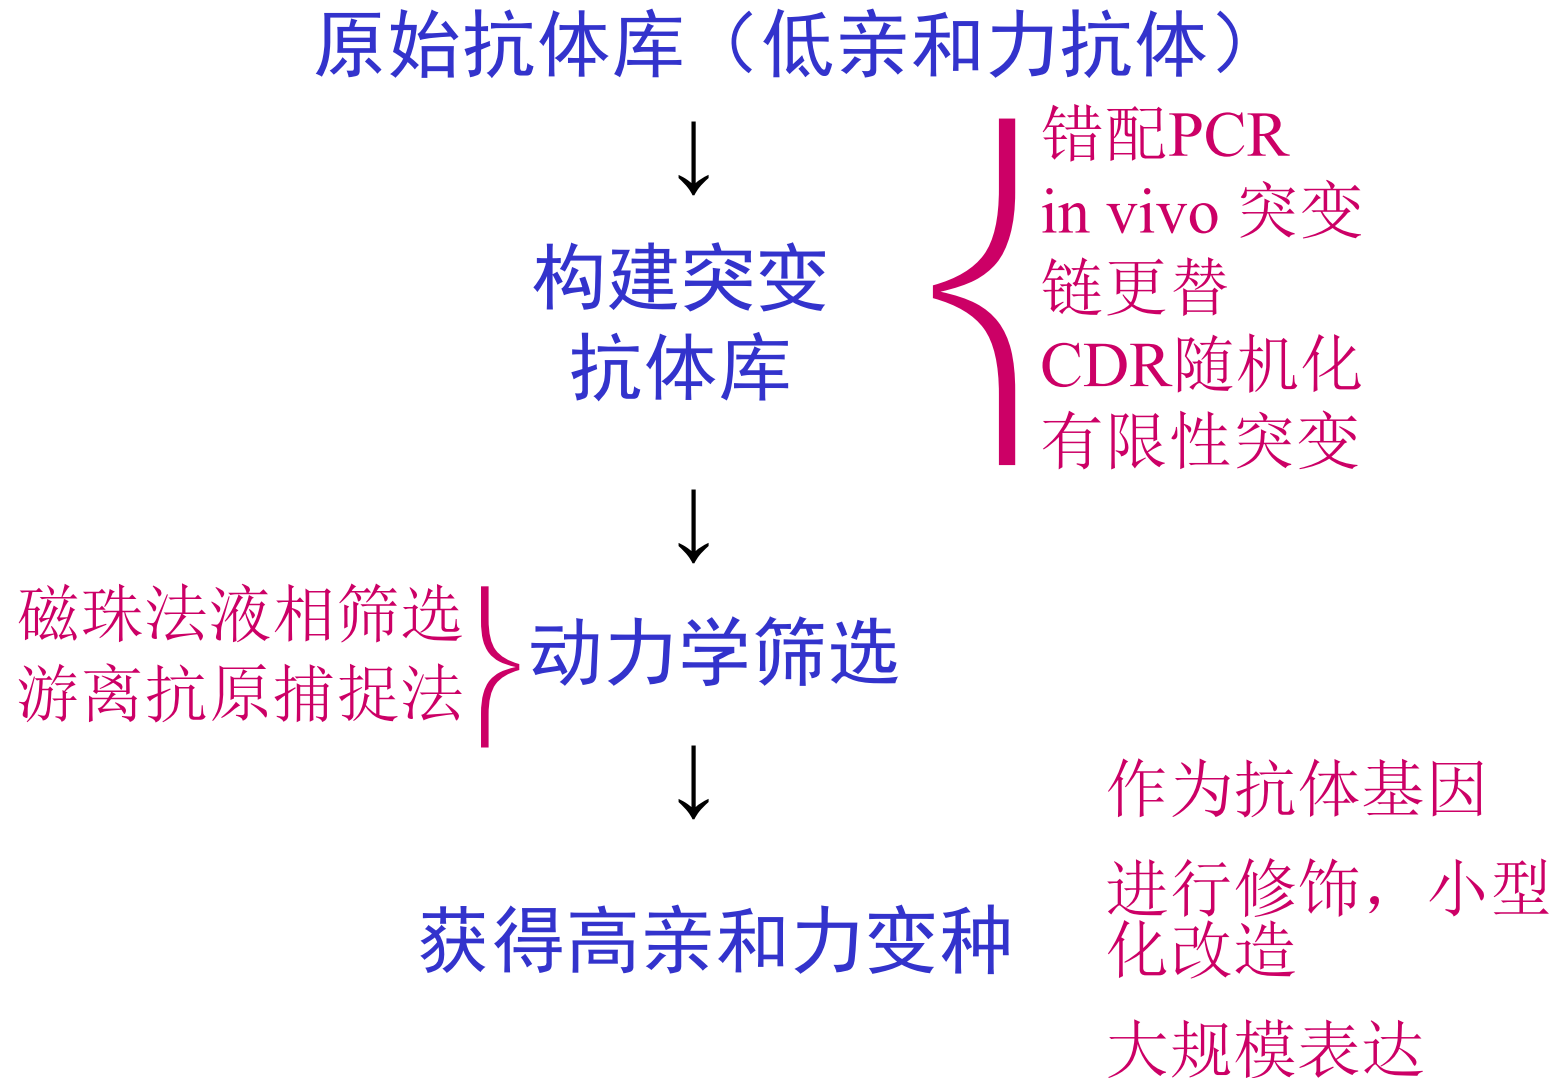 原始抗体库（低亲和力抗体）
↓
错配PCR
in vivo 突变
链更替
CDR随机化
有限性突变
构建突变
抗体库
↓
磁珠法液相筛选
游离抗原捕捉法
动力学筛选
↓
获得高亲和力变种
作为抗体基因
进行修饰，小型
化改造
大规模表达